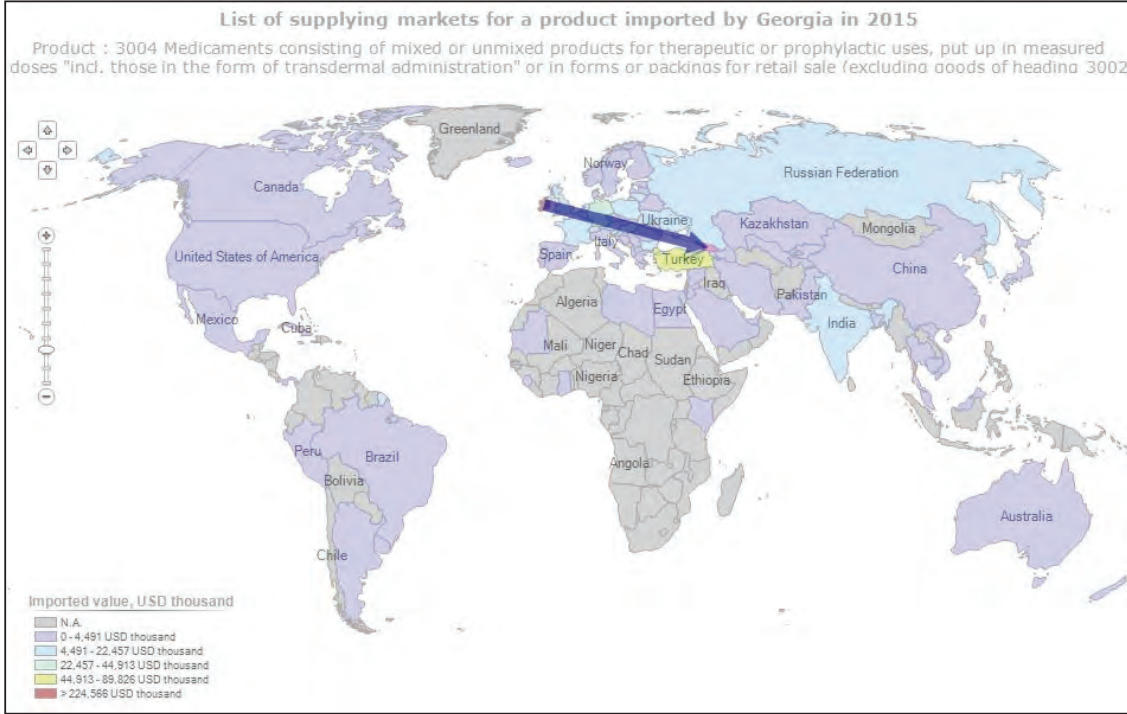 List of supplying markets for a product imported by Georgia in 2015
Product : 3004 Medicaments consisting of mixed or unmixed products for therapeutic or prophylactic uses, put up in measured
doses "incl. those in the form of transdermal administration" or in forms or packings for retail sale (excluding goods of heading 3002
Greenland
Norway
Russian Federation
Canada
Ukraine
Kazakhstan
Mongolia
Italy
United States of America
Spain
Turkey
China
Iraq
Pakistan
Algeria
Egypt
Mexico
Cuba
India
Mali
Niger
Chad
Sudan
Nigeria
Ethiopia
Peru
Brazil
Angola
Bolivia
Australia
Chile
Imported value, USD thousand
N.A.
0 - 4,491 USD thousand
4,491 - 22,457 USD thousand
22,457 - 44,913 USD thousand
44,913 - 89,826 USD thousand
> 224,566 USD thousand